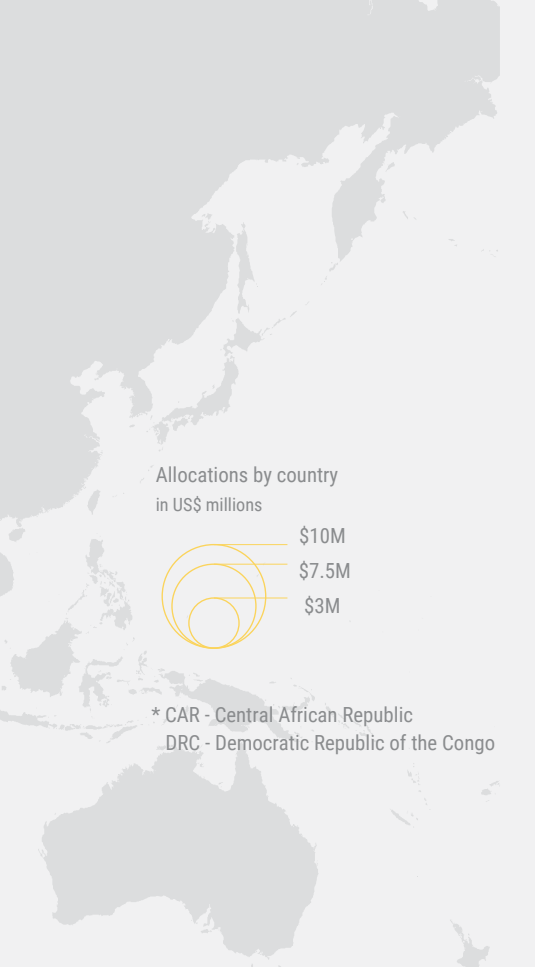 Allocations by country
in US$ millions
$10M
$7.5M
$3M
* CAR - Central African Republic
DRC - Democratic Republic of the Congo